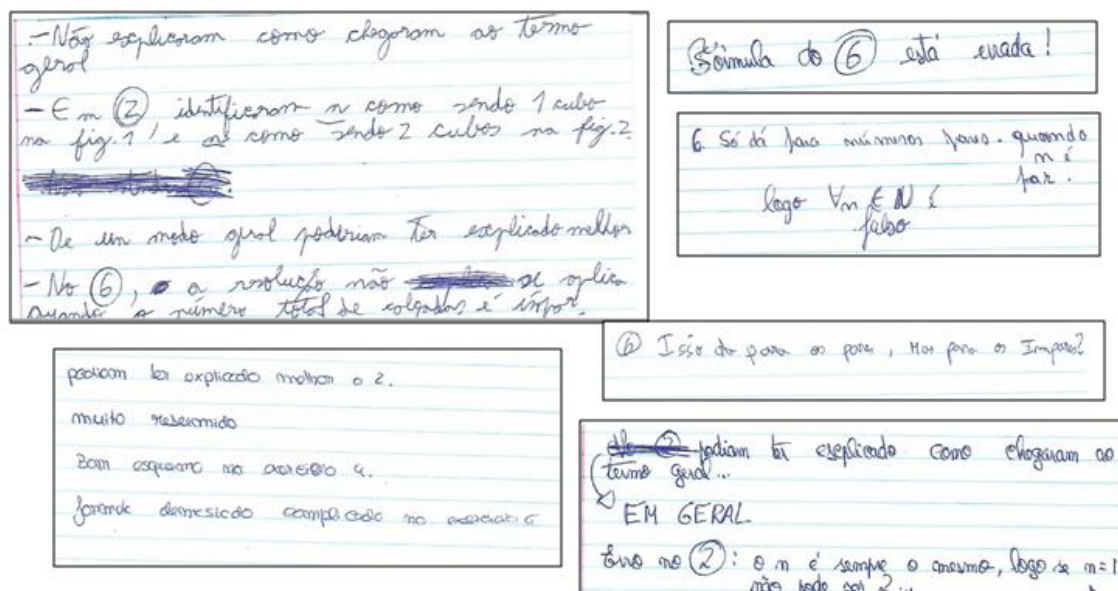 - Não explicaram como chegaram ao termo
geral
- Em ② identificaram n como sendo 1 cubo
na fig. 1 e como sendo 2 cubos na fig. 2
- De um modo geral poderiam ter explicado melhor
- No ⑥, a resolução não se aplica
quando o número total de calçadas é ímpar.
Fórmula do ⑥ está errada!
6. Só dá para números pares. quando
n é
par.
logo ∀n ∈ N é
falso
⑥ Isso dá para os pares, Mas para os Impares?
podiam ter explicado melhor o 2.
muito resumido
Bom esquema no exercício 4.
demasiado complicado no exercício
podiam ter explicado como chegaram ao
termo geral...
EM GERAL
Erro no ②: o n é sempre o mesmo, logo se n=1
não pode ser 2...